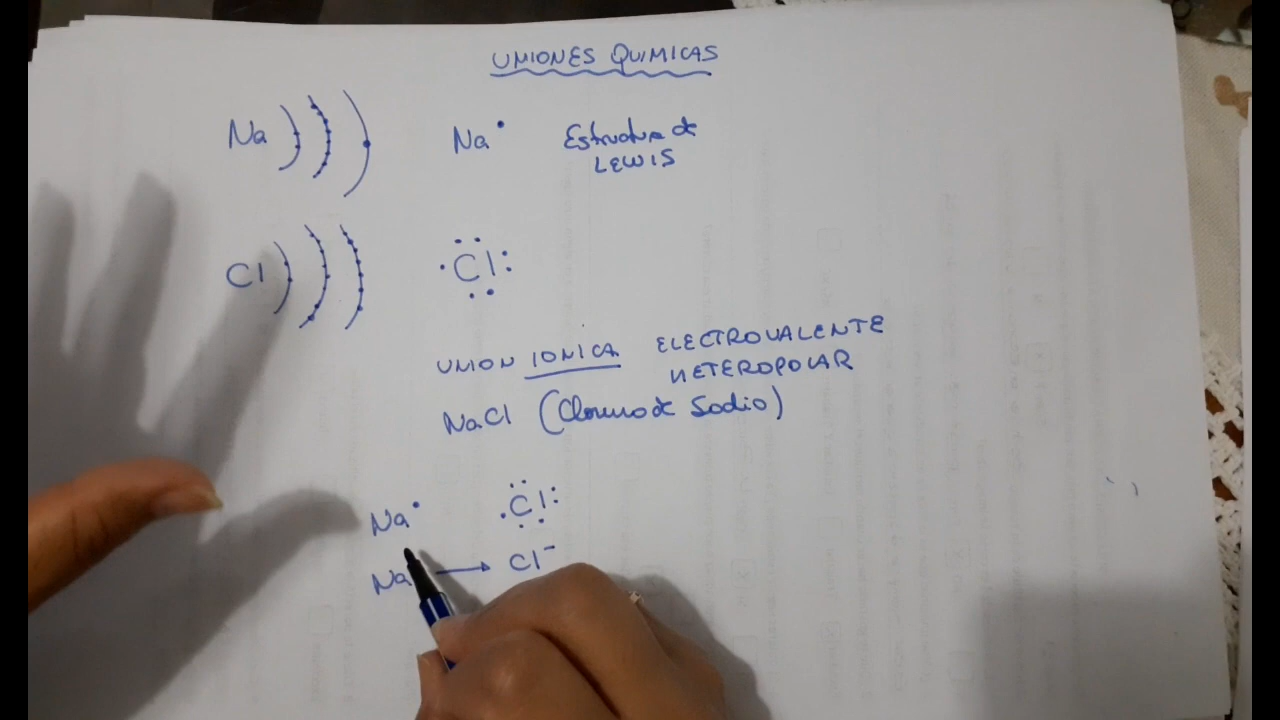 UNIONES QUIMICAS
Na Na• Estructura de
LEWIS
Cl Cl
UNION IONICA ELECTROVALENTE
HETEROPOLAR
NaCl (Cloruro de Sodio)
Na• Cl
Na → Cl⁻